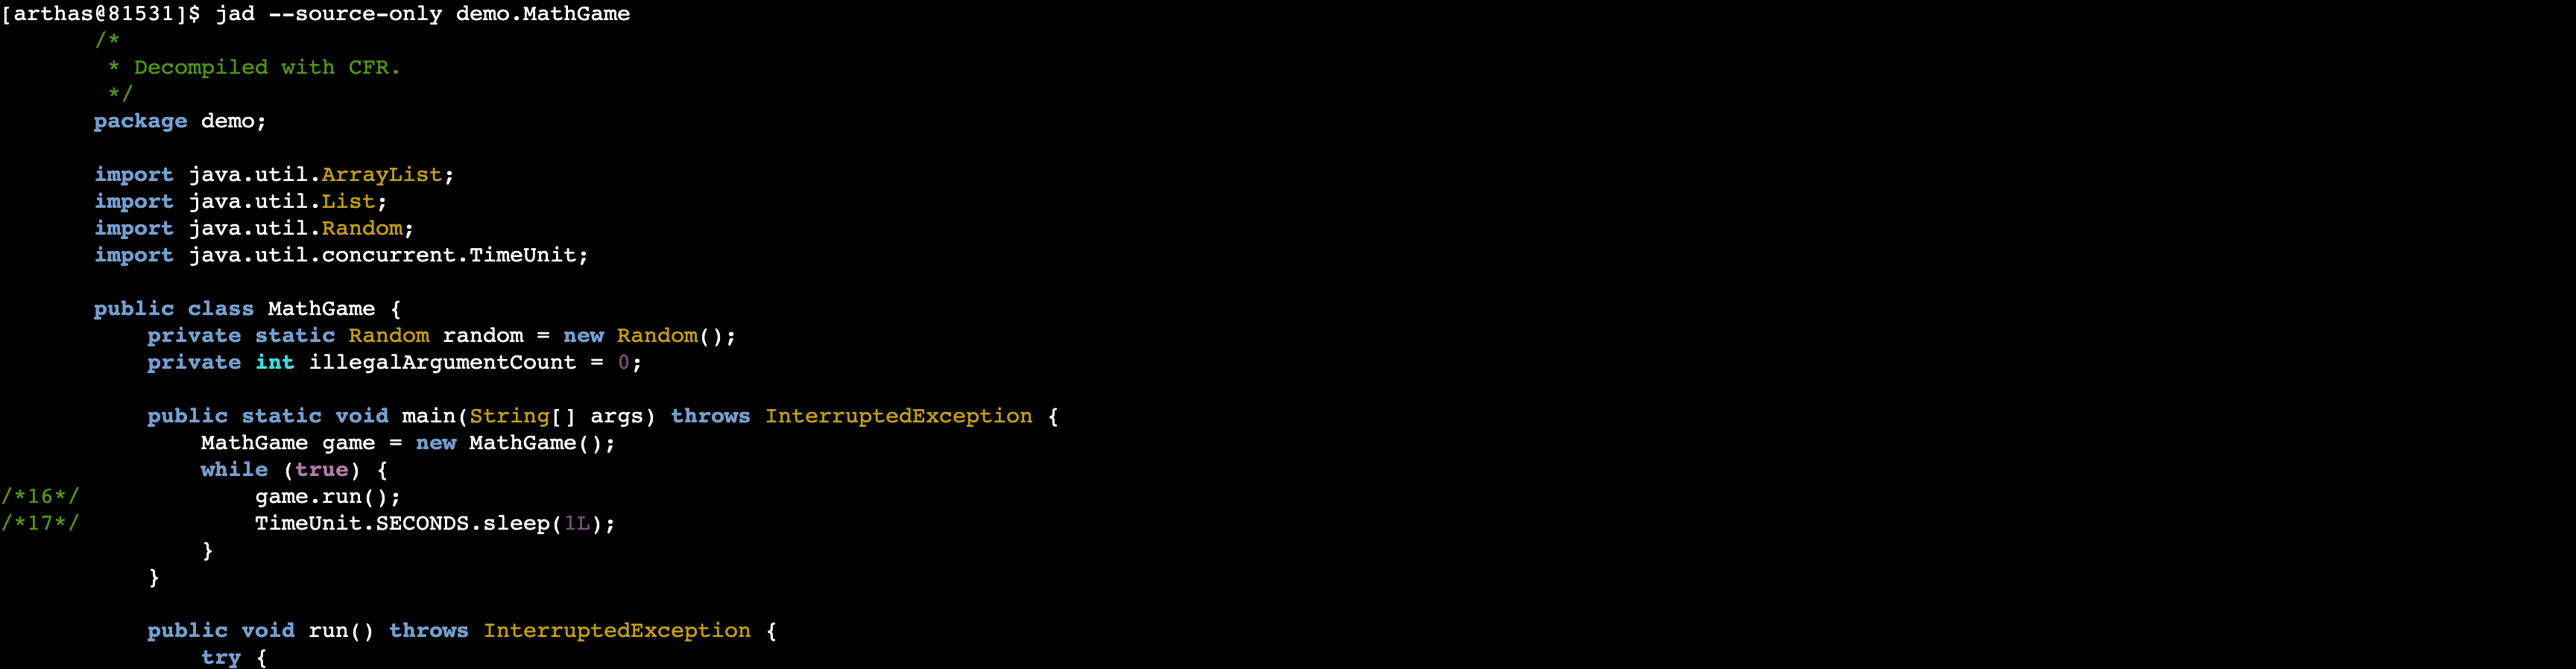 [arthas@81531]$ jad --source-only demo.MathGame
       /*
        * Decompiled with CFR.
        */
       package demo;

       import java.util.ArrayList;
       import java.util.List;
       import java.util.Random;
       import java.util.concurrent.TimeUnit;

       public class MathGame {
           private static Random random = new Random();
           private int illegalArgumentCount = 0;

           public static void main(String[] args) throws InterruptedException {
               MathGame game = new MathGame();
               while (true) {
/*16*/             game.run();
/*17*/             TimeUnit.SECONDS.sleep(1L);
               }
           }

           public void run() throws InterruptedException {
               try {